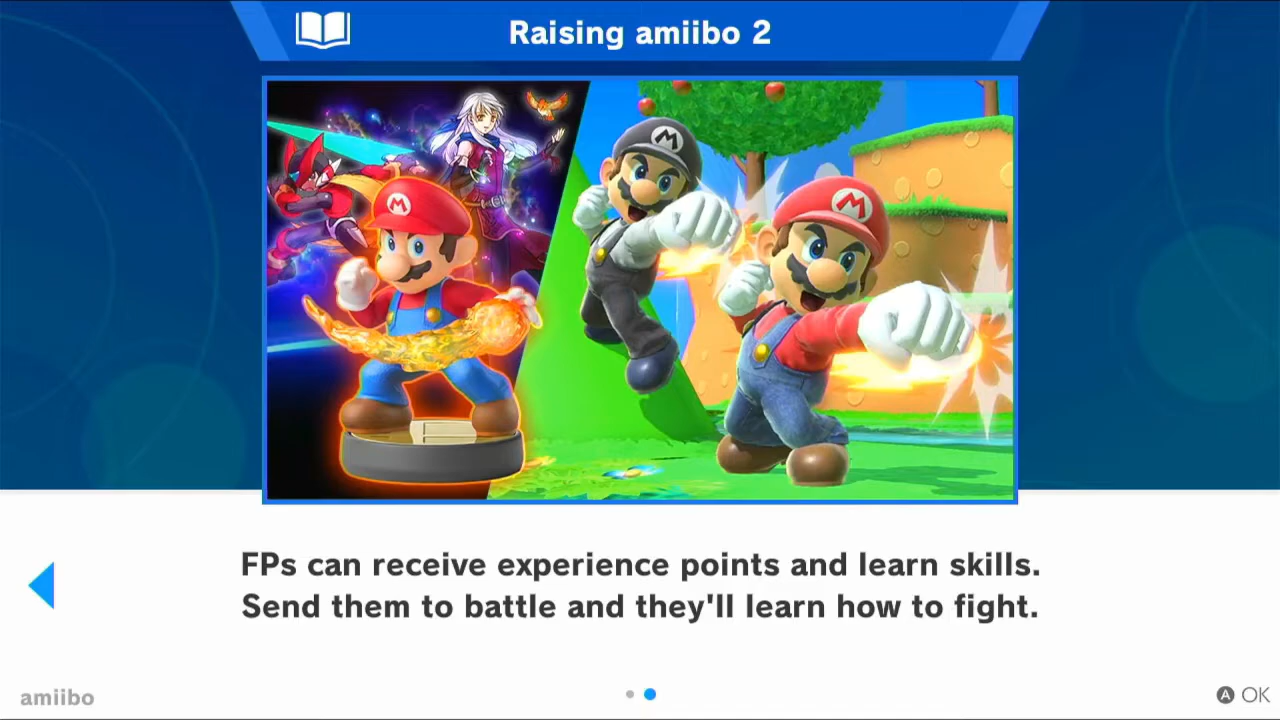 Raising amiibo 2
M
M
M
FPs can receive experience points and learn skills.
Send them to battle and they'll learn how to fight.
amiibo
A OK